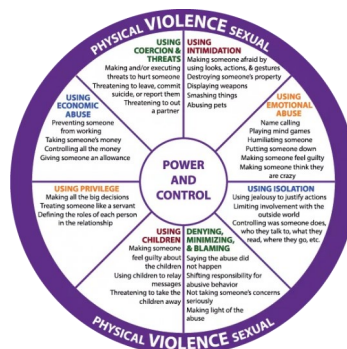 PHYSICAL VIOLENCE SEXUAL
USING
COERCION &
THREATS
Making and/or executing
threats to hurt someone
Threatening to leave, commit
suicide, or report them
Threatening to out
a partner
USING
INTIMIDATION
Making someone afraid by
using looks, actions, & gestures
Destroying someone's property
Displaying weapons
Smashing things
Abusing pets
USING
ECONOMIC
ABUSE
Preventing someone
from working
Taking someone's money
Controlling all the money
Giving someone an allowance
USING
EMOTIONAL
ABUSE
Name calling
Playing mind games
Humiliating someone
Putting someone down
Making someone feel guilty
Making someone think they
are crazy
POWER
AND
CONTROL
USING PRIVILEGE
Making all the big decisions
Treating someone like a servant
Defining the roles of each person
in the relationship
USING ISOLATION
Using jealousy to justify actions
Limiting involvement with the
outside world
Controlling was someone does,
who they talk to, what they
read, where they go, etc.
USING
CHILDREN
Making someone
feel guilty about
the children
Using children to relay
messages
Threatening to take the
children away
DENYING,
MINIMIZING,
& BLAMING
Saying the abuse did
not happen
Shifting responsibility for
abusive behavior
Not taking someone's concerns
seriously
Making light of the
abuse
PHYSICAL VIOLENCE SEXUAL